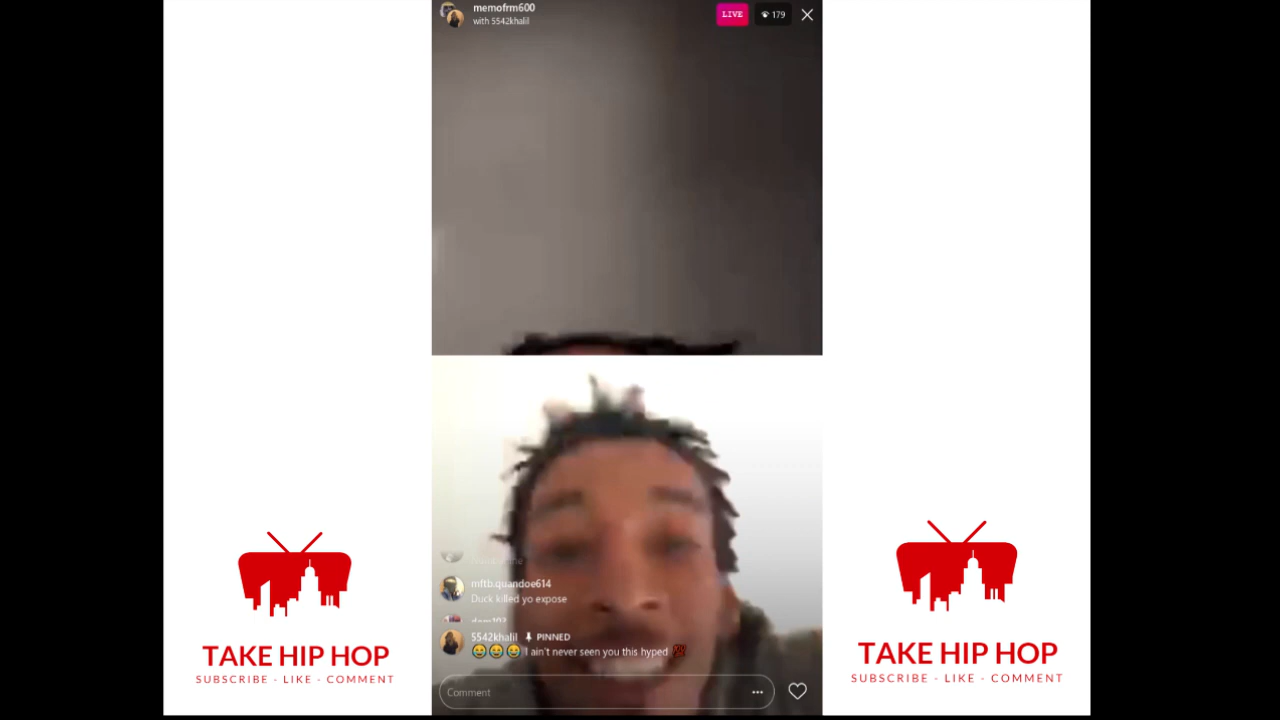 memofrm600
with 5542khalil
LIVE
179
mftb.quandoe614
Duck killed yo expose
5542khalil PINNED
😂😂😂 I ain't never seen you this hyped 💯
Comment
TAKE HIP HOP
SUBSCRIBE - LIKE - COMMENT
TAKE HIP HOP
SUBSCRIBE - LIKE - COMMENT